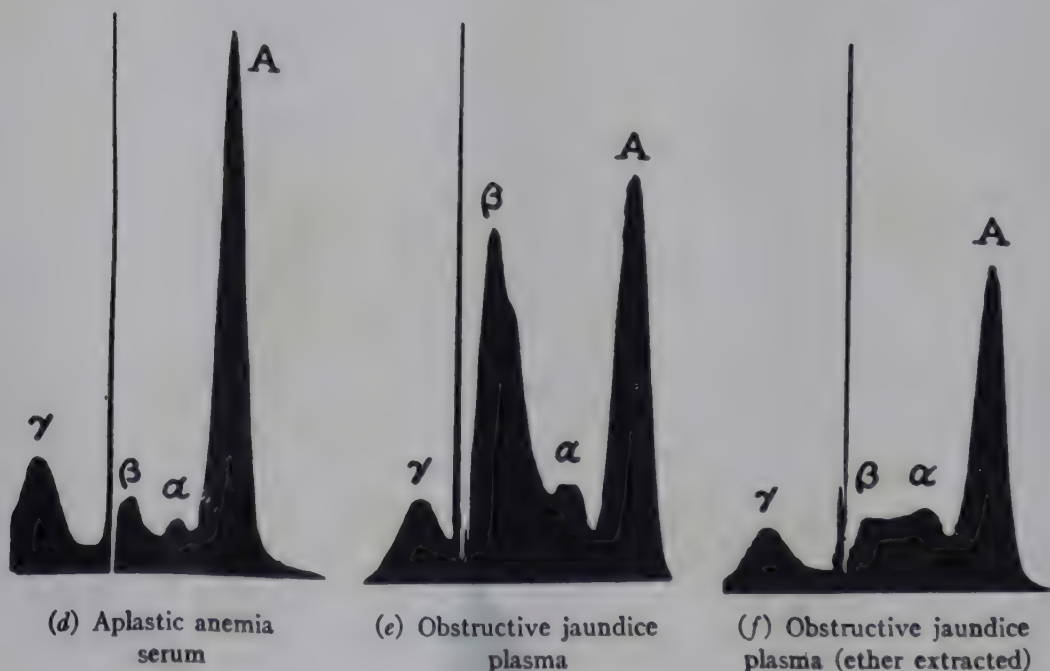 A
γ
β
α
A
β
γ
α
A
γ
β
α
(d) Aplastic anemia
serum
(e) Obstructive jaundice
plasma
(f) Obstructive jaundice
plasma (ether extracted)